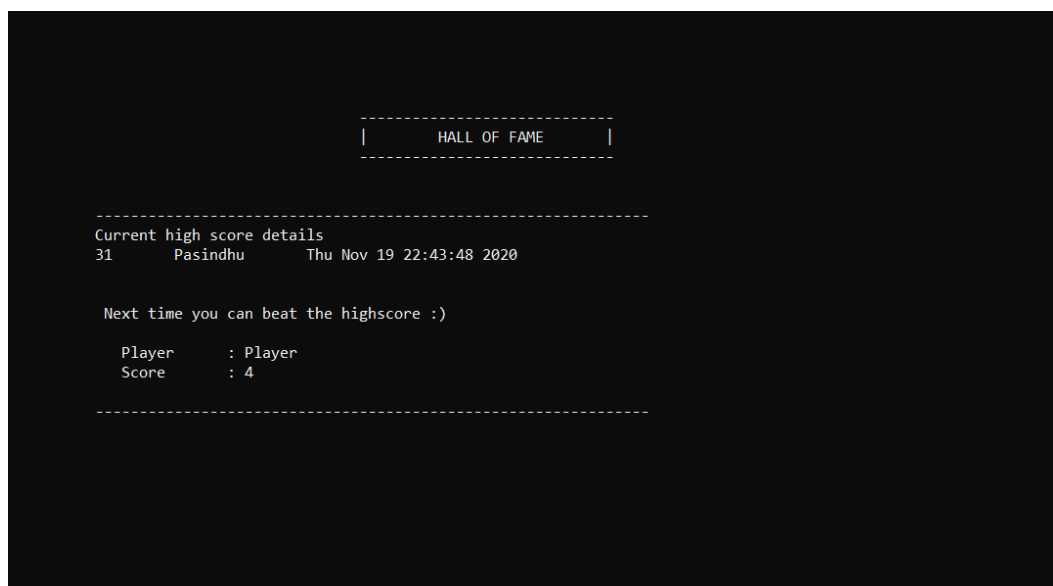 -----------------------------
|        HALL OF FAME       |
-----------------------------
---------------------------------------------------------------
Current high score details
31       Pasindhu       Thu Nov 19 22:43:48 2020
Next time you can beat the highscore :)
Player      : Player
Score       : 4
---------------------------------------------------------------